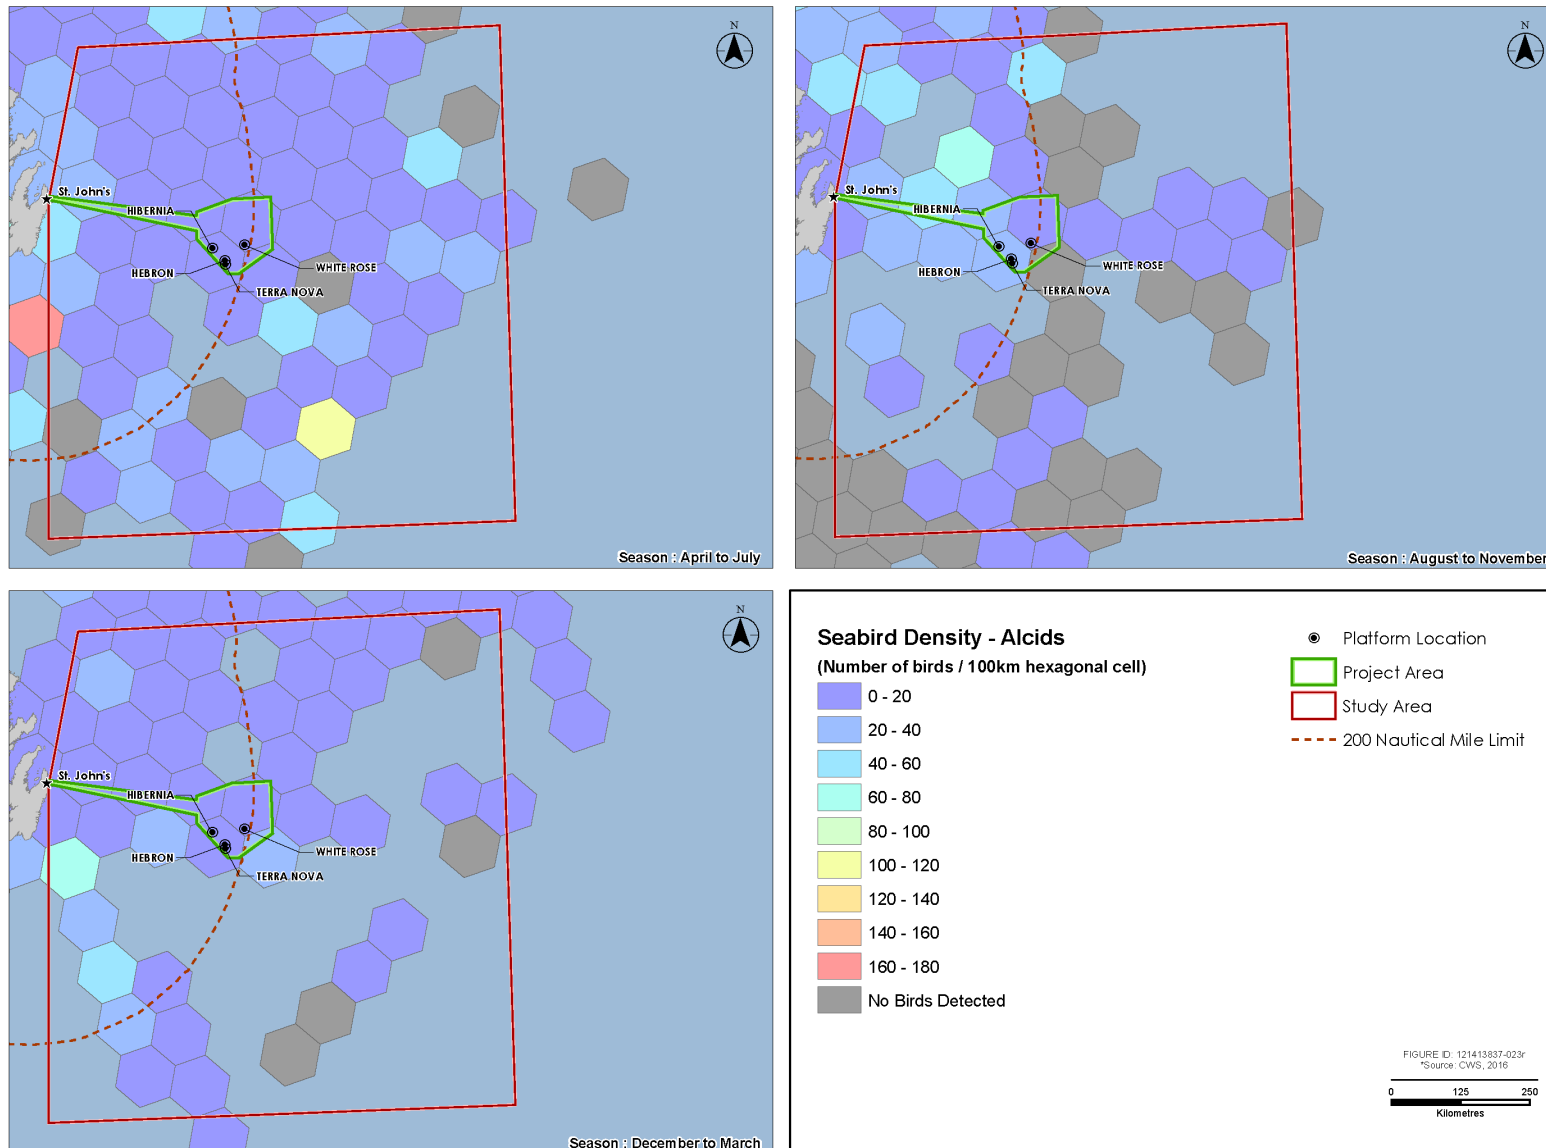 N
St. John's
HIBERNIA
HEBRON
WHITE ROSE
TERRA NOVA
Season : April to July
N
St. John's
HIBERNIA
HEBRON
WHITE ROSE
TERRA NOVA
Season : August to November
N
St. John's
HIBERNIA
HEBRON
WHITE ROSE
TERRA NOVA
Season : December to March
Seabird Density - Alcids
(Number of birds / 100km hexagonal cell)
0 - 20
20 - 40
40 - 60
60 - 80
80 - 100
100 - 120
120 - 140
140 - 160
160 - 180
No Birds Detected
Platform Location
Project Area
Study Area
200 Nautical Mile Limit
FIGURE ID: 121413837-023r
*Source: CWS, 2016
0 125 250
Kilometres